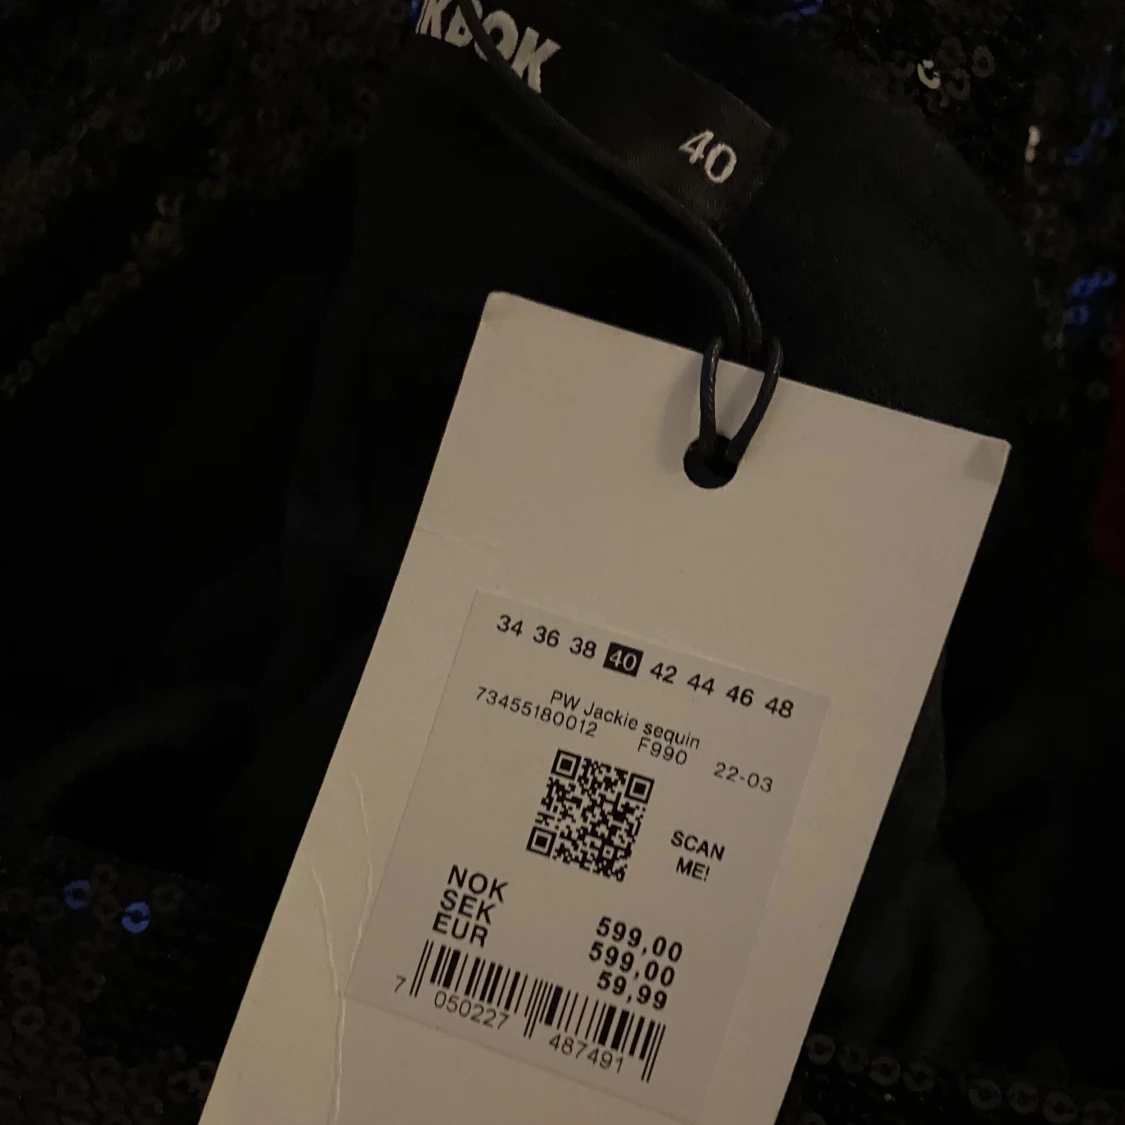 40
34 36 38 40 42 44 46 48
PW Jackie sequin
73455180012 F990 22-03
SCAN
ME!
NOK 599,00
SEK 599,00
EUR 59,99
7 050227 487491